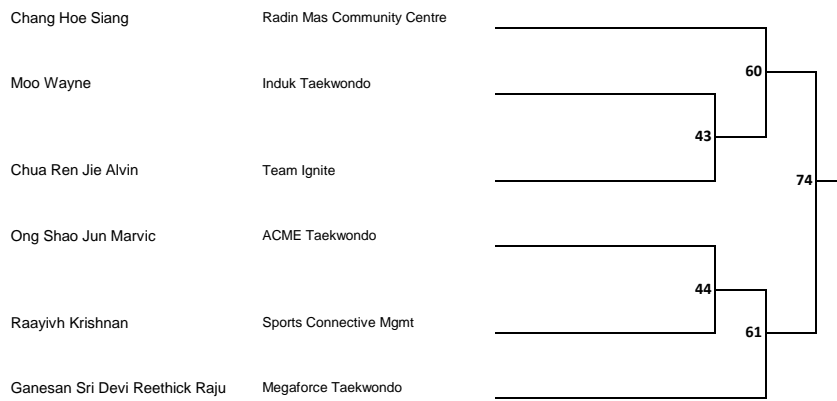 Chang Hoe Siang Radin Mas Community Centre
60
Moo Wayne Induk Taekwondo
43
Chua Ren Jie Alvin Team Ignite
74
Ong Shao Jun Marvic ACME Taekwondo
44
Raayivh Krishnan Sports Connective Mgmt
61
Ganesan Sri Devi Reethick Raju Megaforce Taekwondo